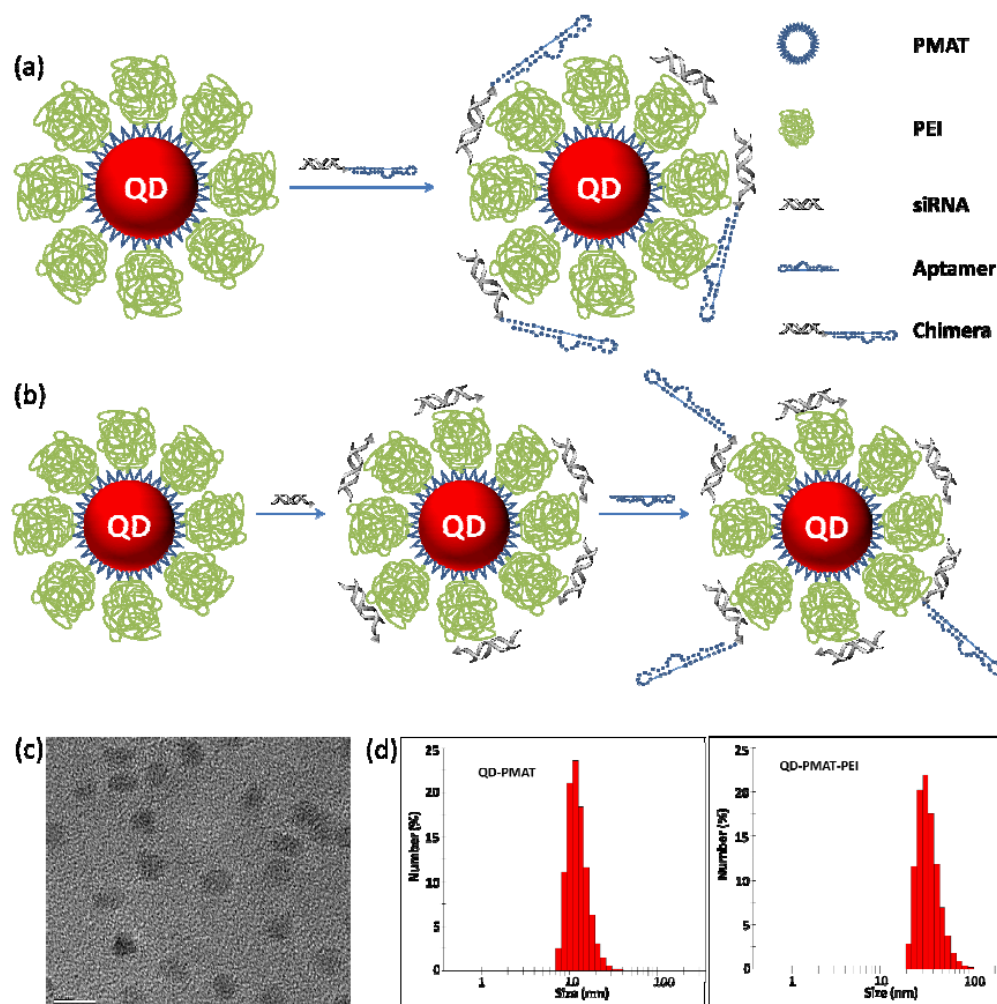 (a)
QD
QD
PMAT
PEI
siRNA
Aptamer
Chimera
(b)
QD
QD
QD
(c)
(d)
QD-PMAT
Number (%)
25
20
15
10
5
0
1
10
100
Size (nm)
QD-PMAT-PEI
Number (%)
25
20
15
10
5
0
1
10
100
Size (nm)